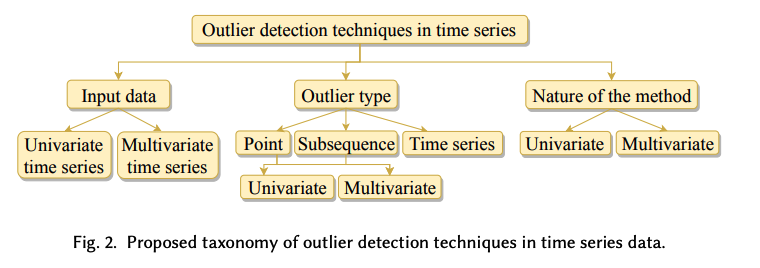 Outlier detection techniques in time series
Input data
Outlier type
Nature of the method
Univariate
time series
Multivariate
time series
Point
Subsequence
Time series
Univariate
Multivariate
Univariate
Multivariate
Fig. 2. Proposed taxonomy of outlier detection techniques in time series data.